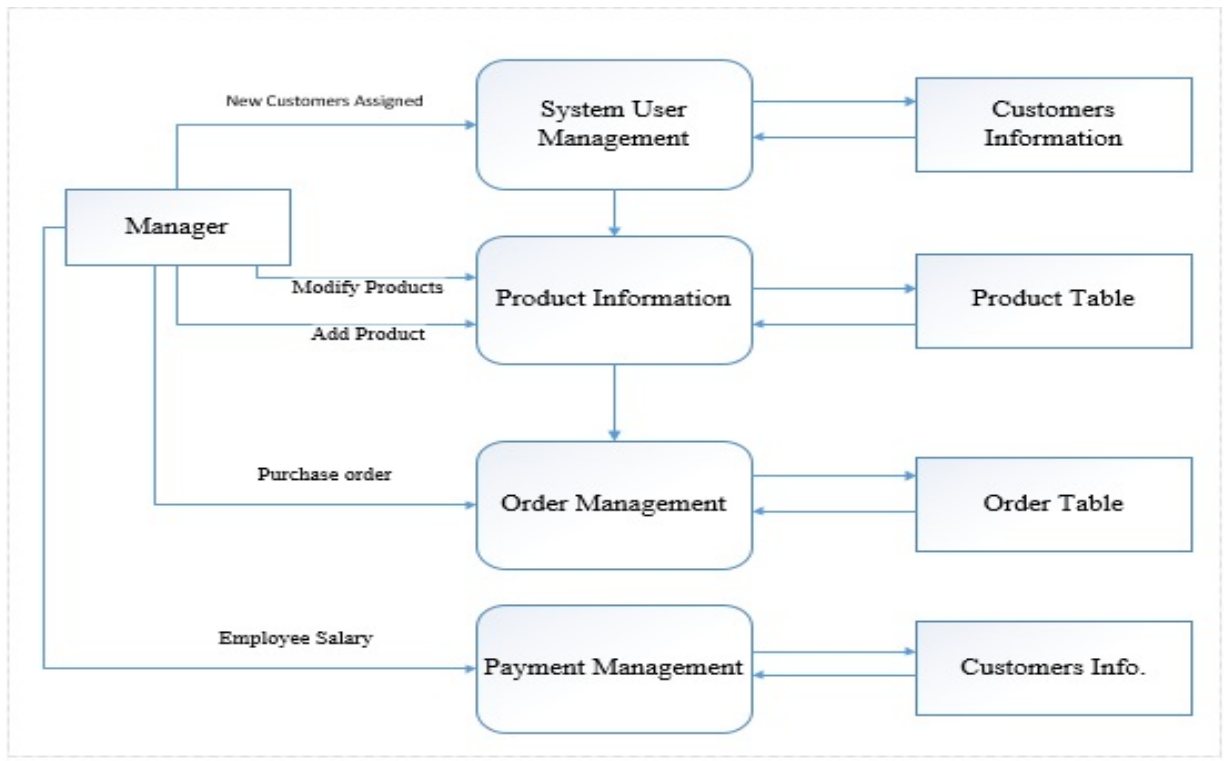 New Customers Assigned
System User
Management
Customers
Information
Manager
Modify Products
Add Product
Product Information
Product Table
Purchase order
Order Management
Order Table
Employee Salary
Payment Management
Customers Info.